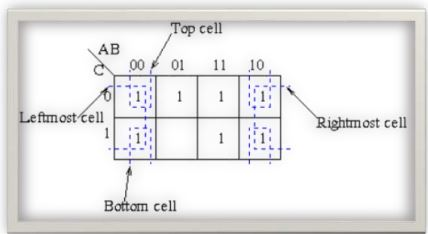 Top cell
AB
C 00 01 11 10
0 1 1 1 1
Leftmost cell
Rightmost cell
1 1 1 1
Bottom cell